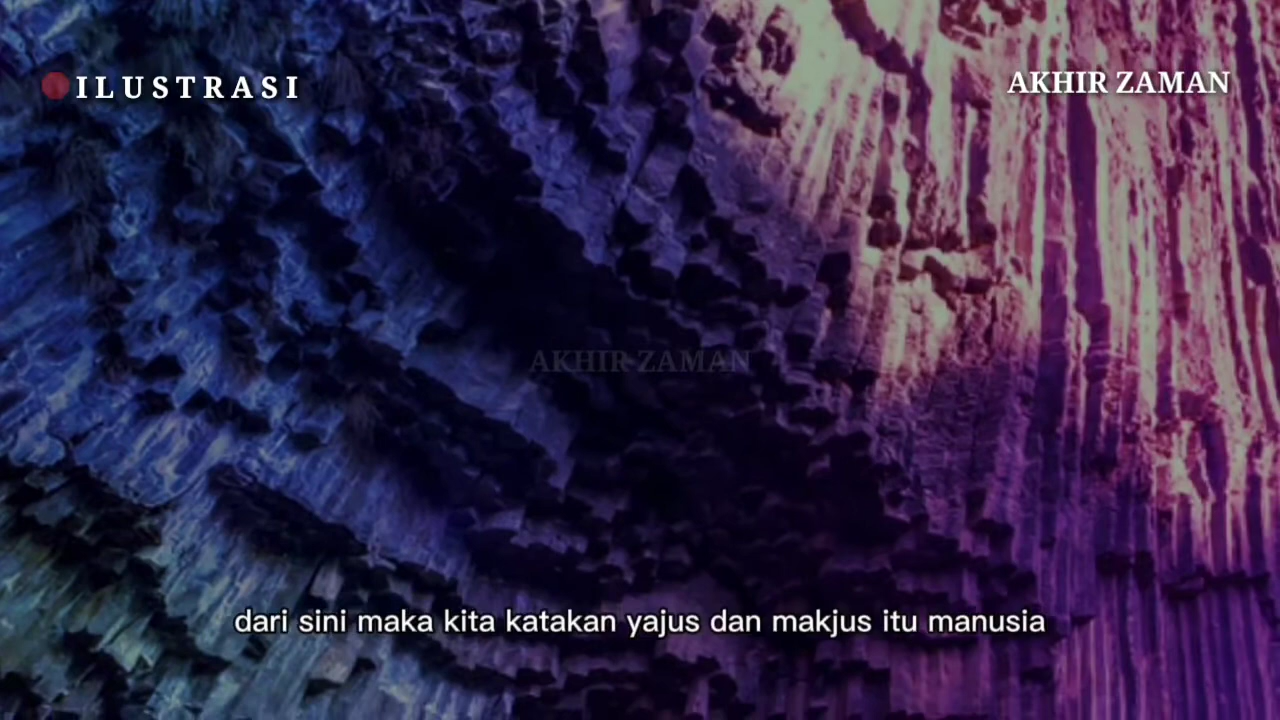 ILUSTRASI
AKHIR ZAMAN
AKHIR ZAMAN
dari sini maka kita katakan yajus dan makjus itu manusia